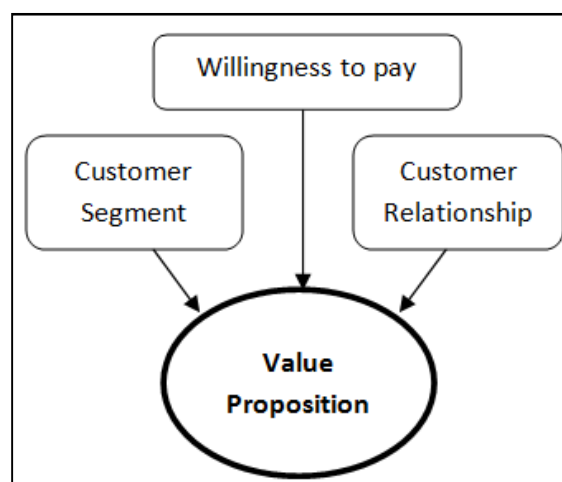 Willingness to pay
Customer
Segment
Customer
Relationship
Value
Proposition